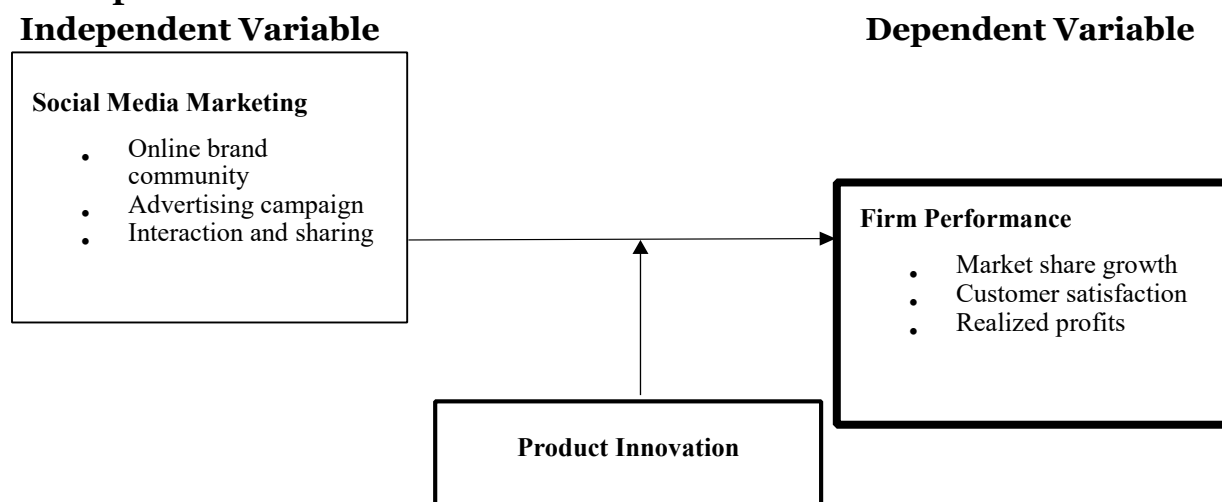 Independent Variable
Dependent Variable
Social Media Marketing
• Online brand
community
• Advertising campaign
• Interaction and sharing
Firm Performance
• Market share growth
• Customer satisfaction
• Realized profits
Product Innovation